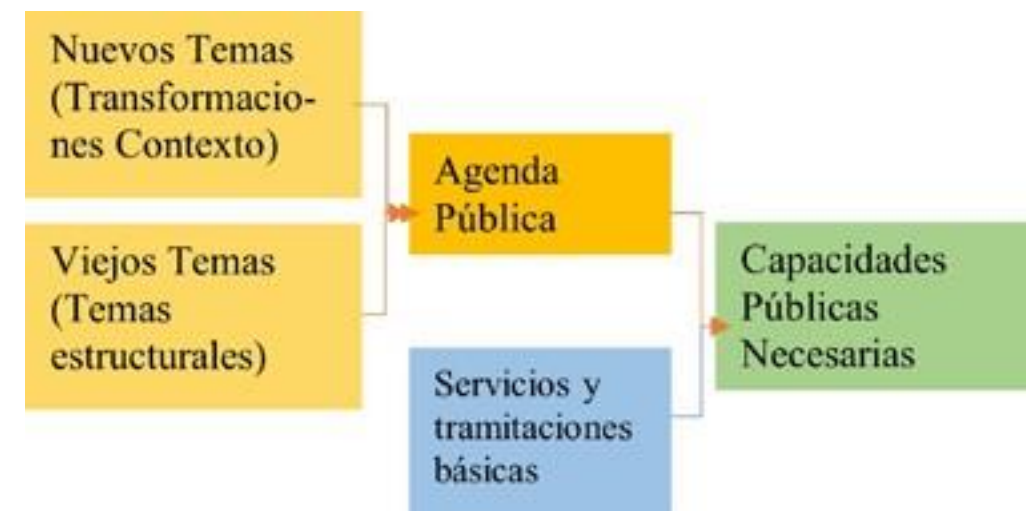 Nuevos Temas
(Transformacio-
nes Contexto)
Viejos Temas
(Temas
estructurales)
Agenda
Pública
Servicios y
tramitaciones
básicas
Capacidades
Públicas
Necesarias